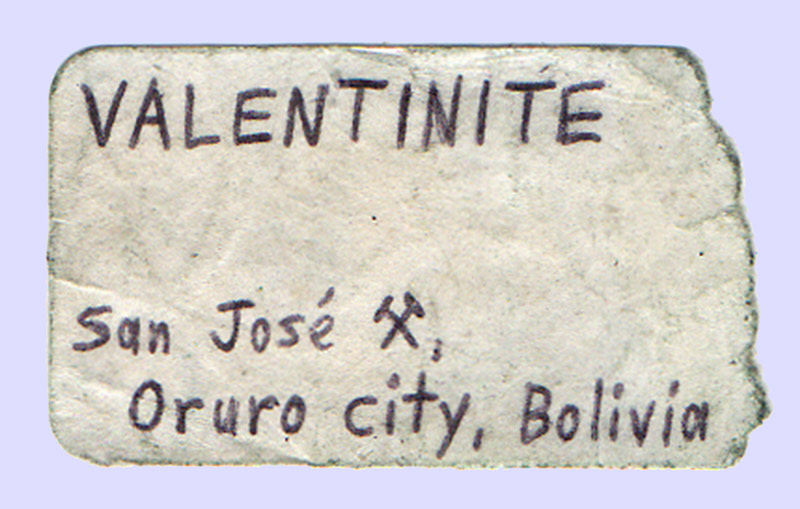 VALENTINITE
San José ⚒,
Oruro city, Bolivia